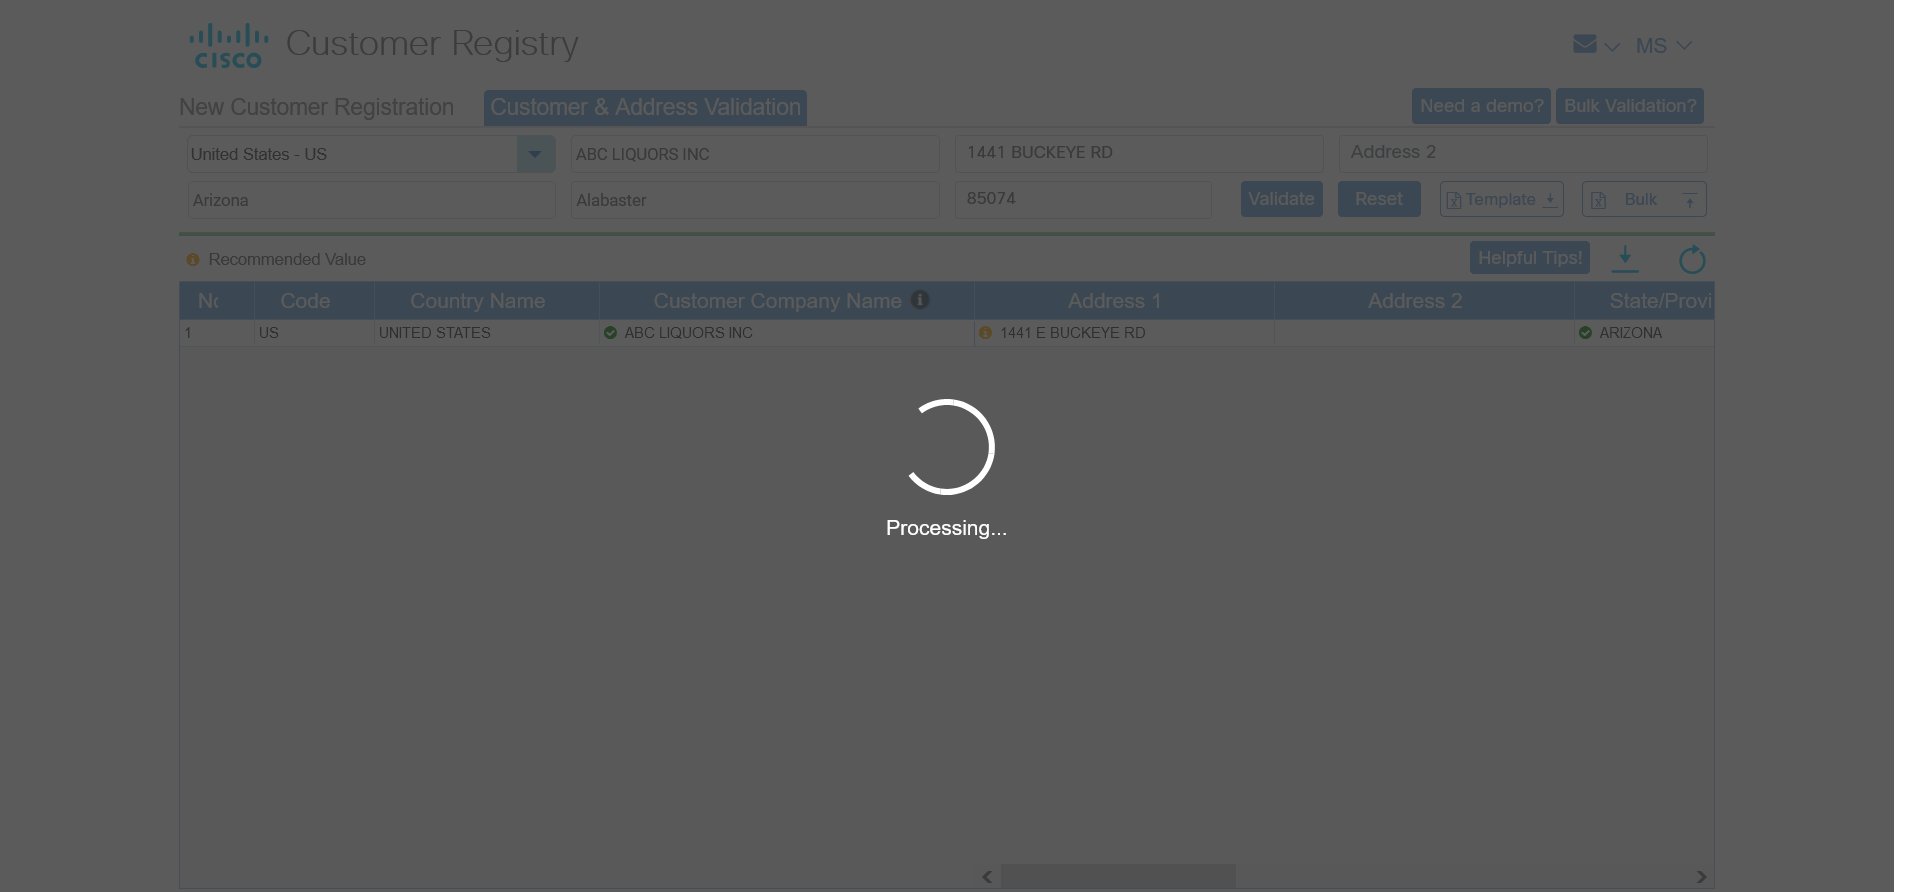 CISCO Customer Registry
MS
New Customer Registration Customer & Address Validation Need a demo? Bulk Validation?
United States - US ABC LIQUORS INC 1441 BUCKEYE RD Address 2
Arizona Alabaster 85074 Validate Reset Template Bulk
Recommended Value Helpful Tips!
Nc Code Country Name Customer Company Name Address 1 Address 2 State/Provi
1 US UNITED STATES ABC LIQUORS INC 1441 E BUCKEYE RD ARIZONA
Processing...